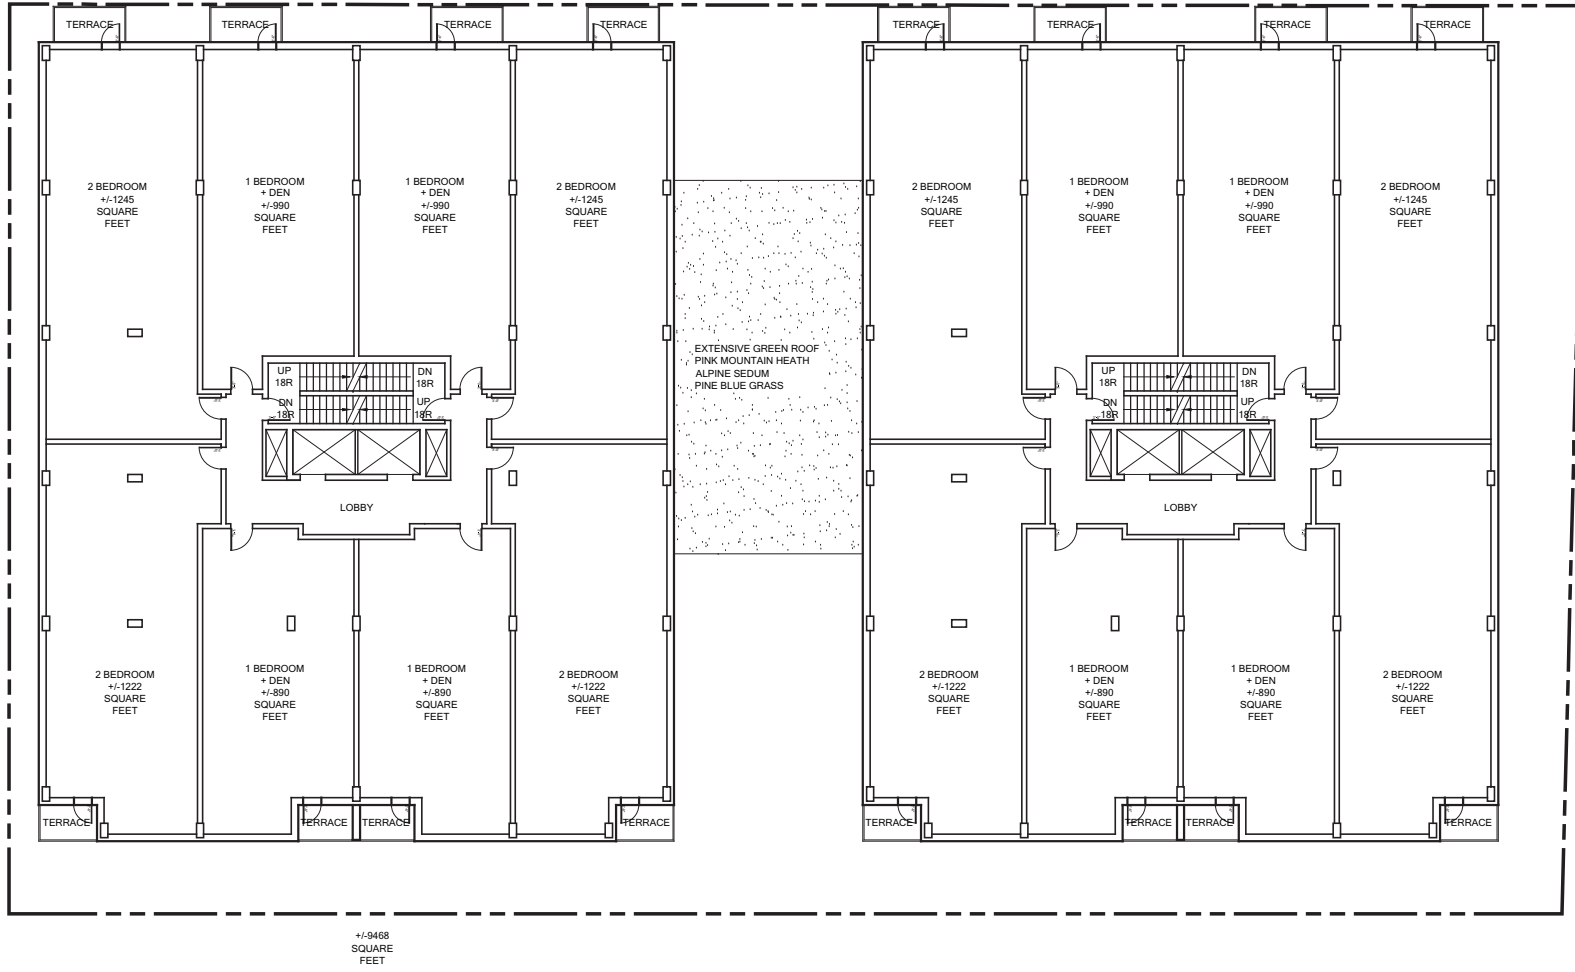 TERRACE
TERRACE
TERRACE
TERRACE
TERRACE
TERRACE
TERRACE
TERRACE
2 BEDROOM
+/-1245
SQUARE
FEET
1 BEDROOM
+ DEN
+/-990
SQUARE
FEET
1 BEDROOM
+ DEN
+/-990
SQUARE
FEET
2 BEDROOM
+/-1245
SQUARE
FEET
2 BEDROOM
+/-1245
SQUARE
FEET
1 BEDROOM
+ DEN
+/-990
SQUARE
FEET
1 BEDROOM
+ DEN
+/-990
SQUARE
FEET
2 BEDROOM
+/-1245
SQUARE
FEET
EXTENSIVE GREEN ROOF
PINK MOUNTAIN HEATH
ALPINE SEDUM
PINE BLUE GRASS
UP
18R
DN
18R
DN
18R
UP
18R
UP
18R
DN
18R
DN
18R
UP
18R
LOBBY
LOBBY
2 BEDROOM
+/-1222
SQUARE
FEET
1 BEDROOM
+ DEN
+/-890
SQUARE
FEET
1 BEDROOM
+ DEN
+/-890
SQUARE
FEET
2 BEDROOM
+/-1222
SQUARE
FEET
2 BEDROOM
+/-1222
SQUARE
FEET
1 BEDROOM
+ DEN
+/-890
SQUARE
FEET
1 BEDROOM
+ DEN
+/-890
SQUARE
FEET
2 BEDROOM
+/-1222
SQUARE
FEET
TERRACE
TERRACE
TERRACE
TERRACE
TERRACE
TERRACE
TERRACE
TERRACE
+/-9468
SQUARE
FEET